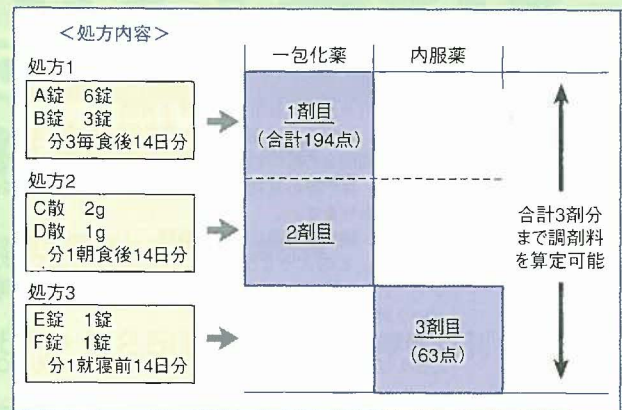 <処方内容>
一包化薬
内服薬
処方1
A錠 6錠
B錠 3錠
分3毎食後14日分
1剤目
(合計194点)
処方2
C散 2g
D散 1g
分1朝食後14日分
2剤目
合計3剤分
まで調剤料
を算定可能
処方3
E錠 1錠
F錠 1錠
分1就寝前14日分
3剤目
(63点)